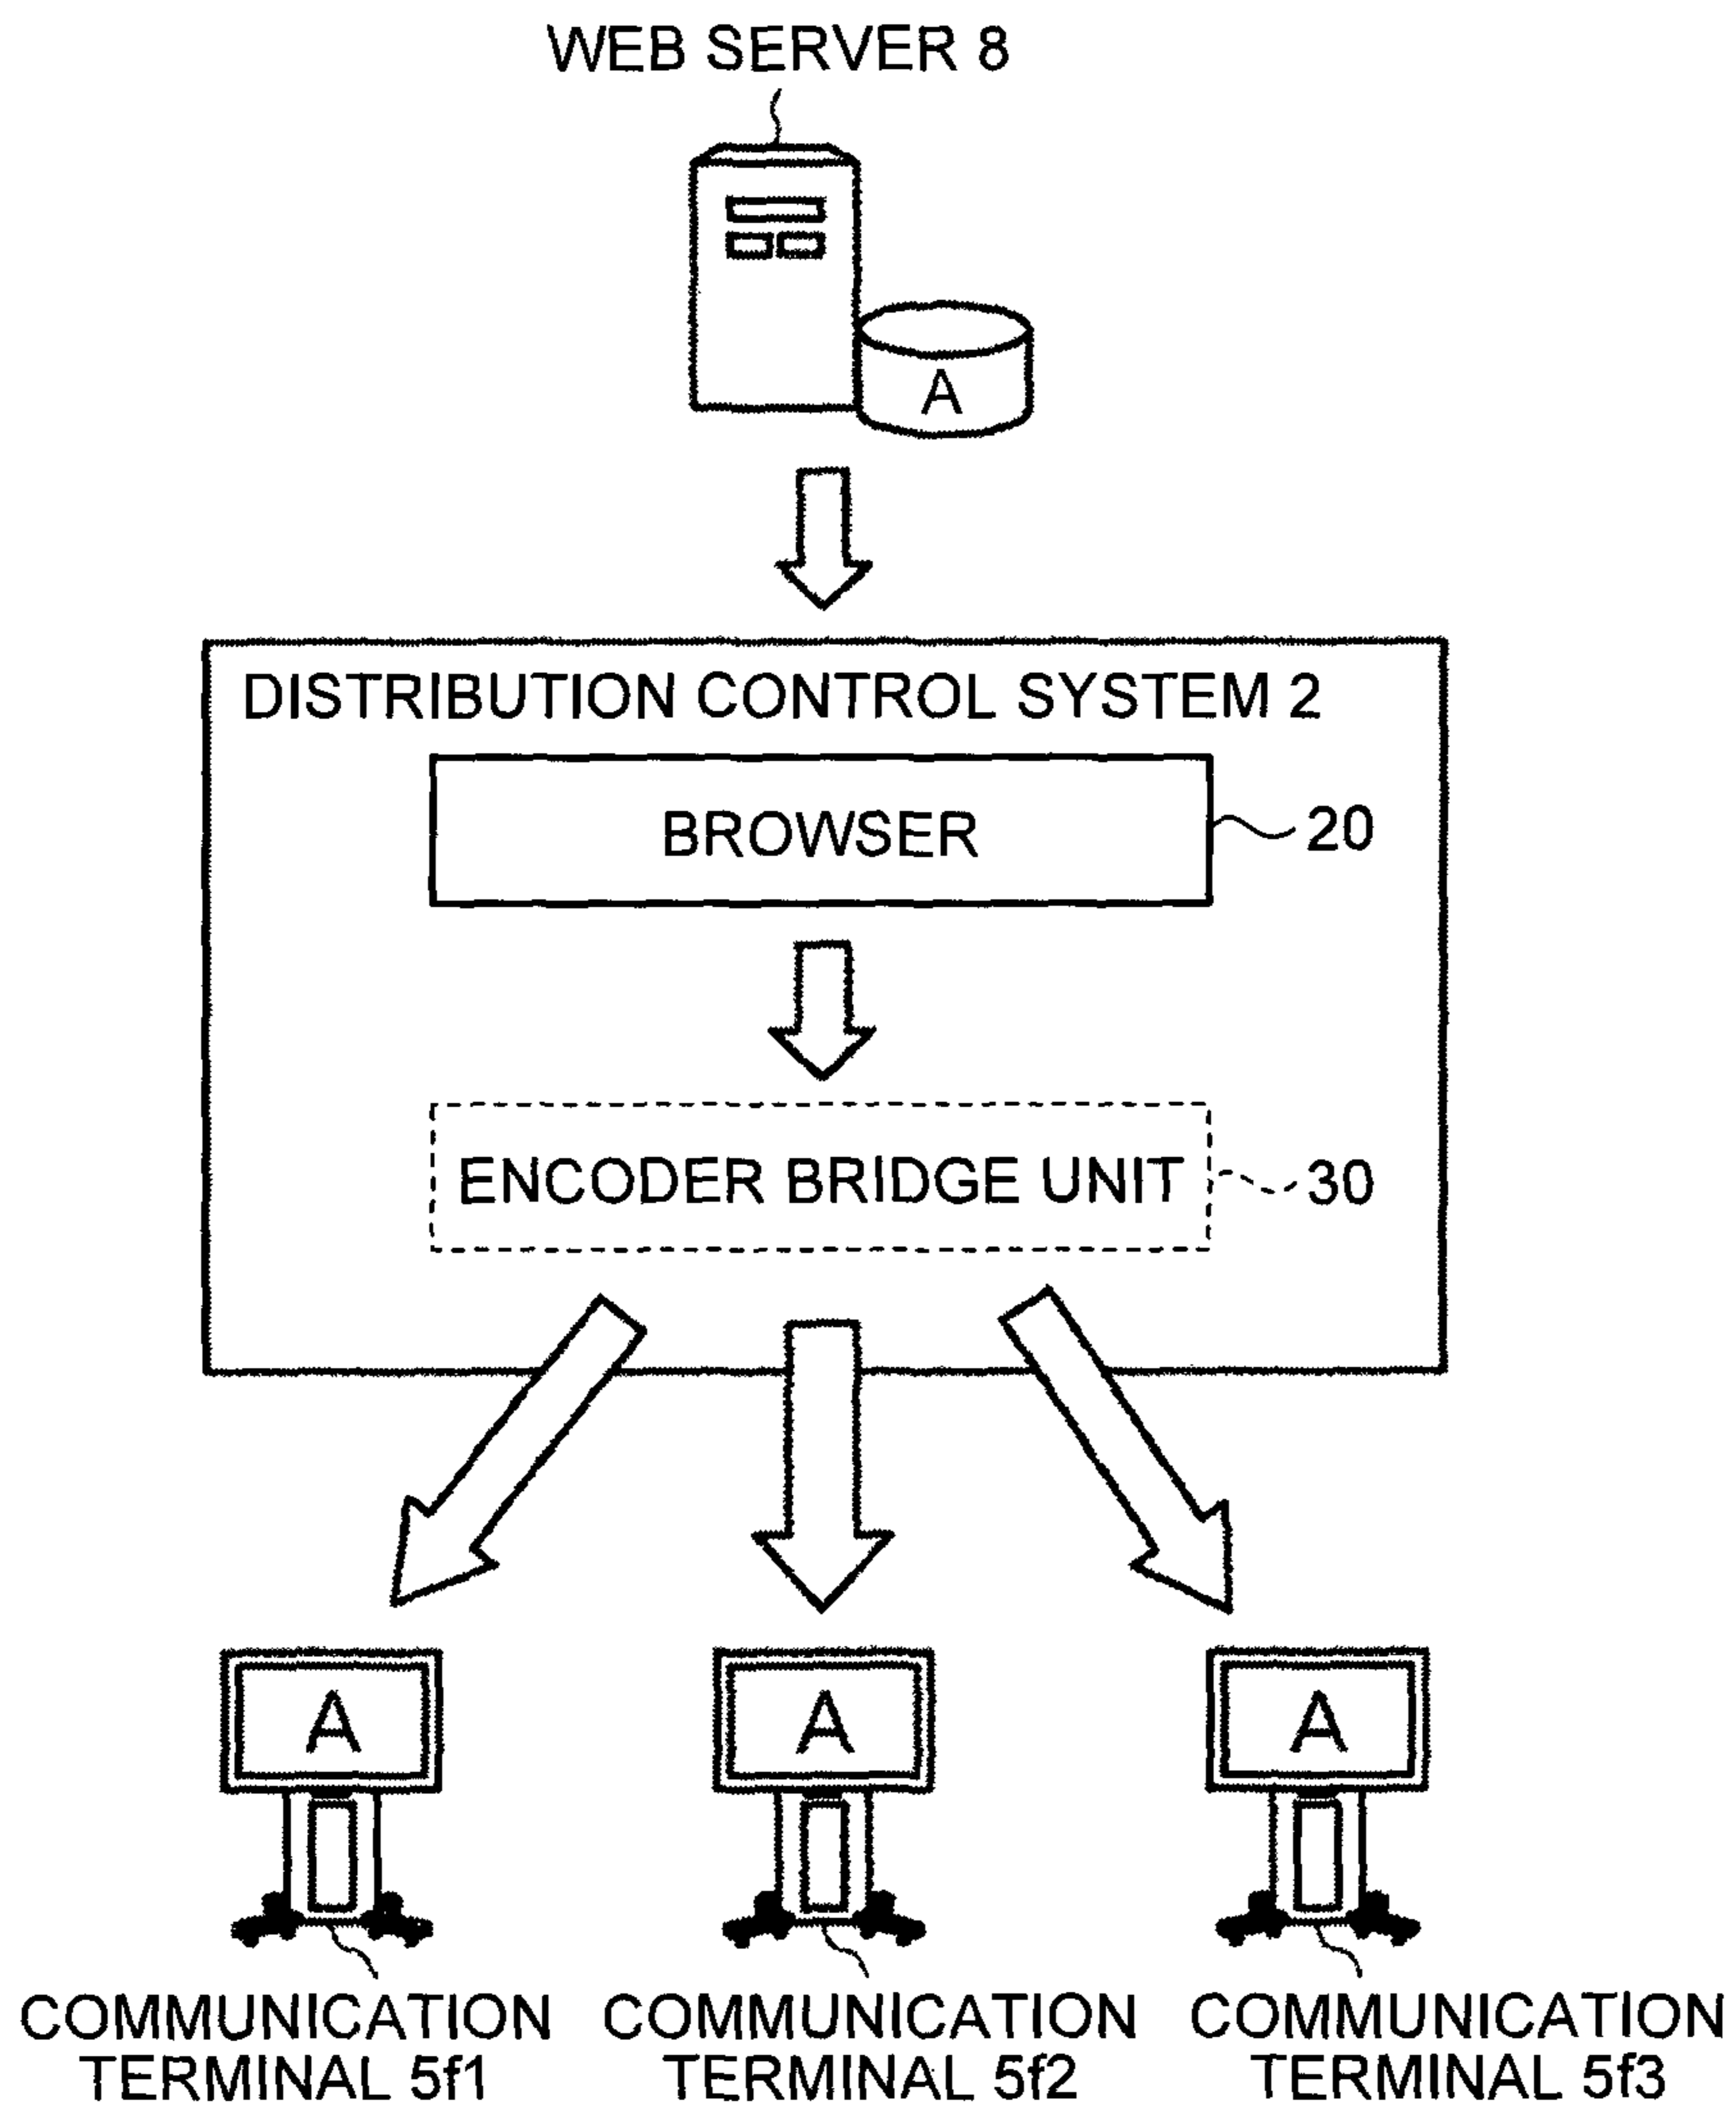 WEB SERVER 8
A
DISTRIBUTION CONTROL SYSTEM 2
BROWSER
20
ENCODER BRIDGE UNIT
30
A
A
A
COMMUNICATION
TERMINAL 5f1
COMMUNICATION
TERMINAL 5f2
COMMUNICATION
TERMINAL 5f3